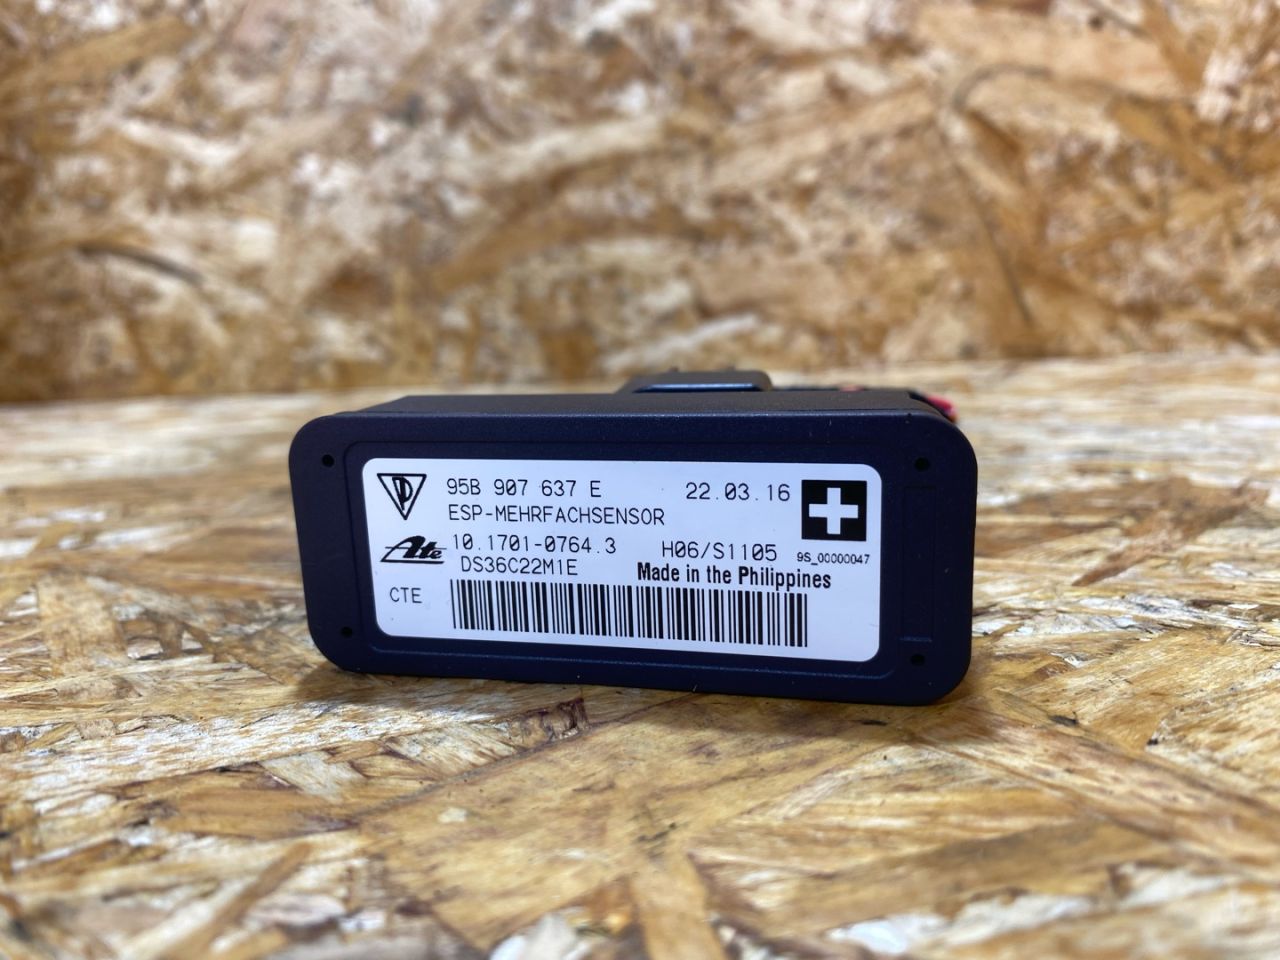 95B 907 637 E 22.03.16
ESP-MEHRFACHSENSOR
Ate 10.1701-0764.3 H06/S1105 9S_00000047
DS36C22M1E Made in the Philippines
CTE